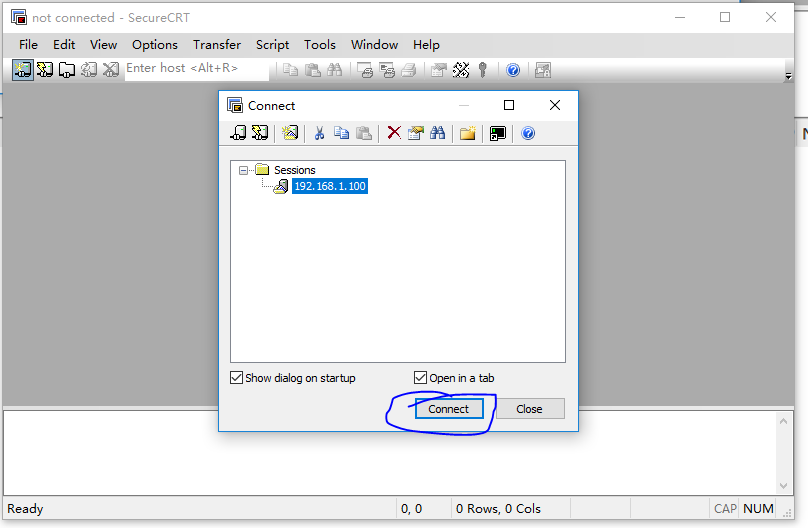 not connected - SecureCRT
File Edit View Options Transfer Script Tools Window Help
Enter host <Alt+R>
Connect
Sessions
192.168.1.100
Show dialog on startup
Open in a tab
Connect
Close
Ready
0, 0
0 Rows, 0 Cols
CAP
NUM